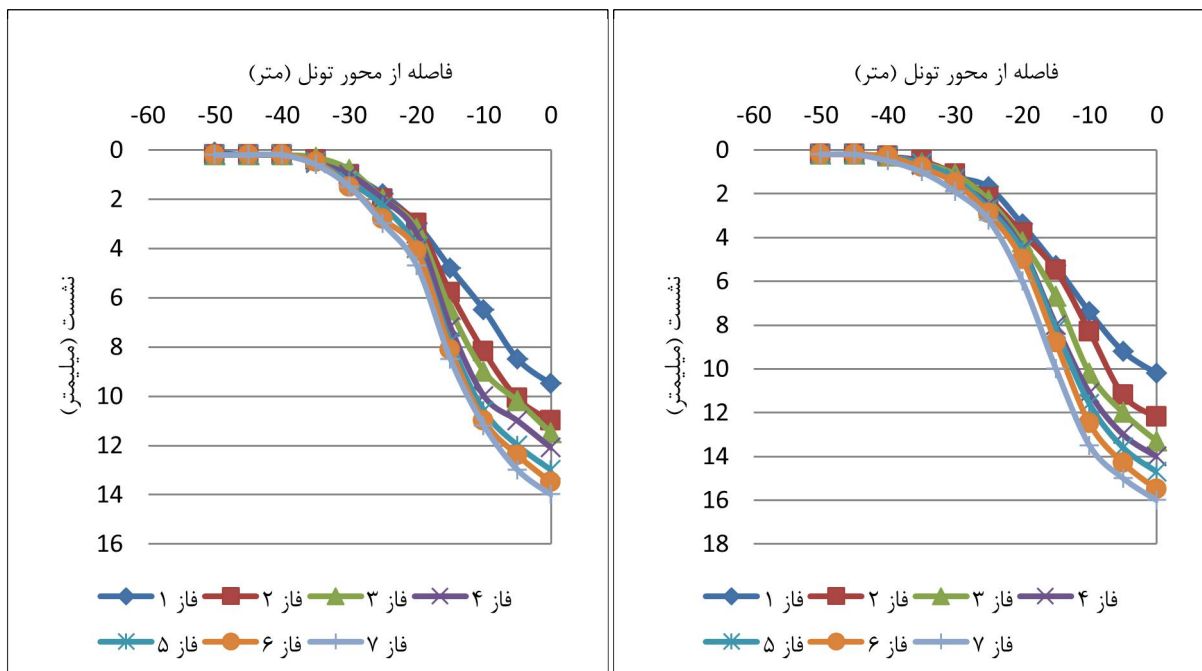 فاصله از محور تونل (متر)
-60 -50 -40 -30 -20 -10 0
0
2
4
6
8
10
12
14
16
نشست (میلیمتر)
فاز ۱ فاز ۲ فاز ۳ فاز ۴
فاز ۵ فاز ۶ فاز ۷
فاصله از محور تونل (متر)
-60 -50 -40 -30 -20 -10 0
0
2
4
6
8
10
12
14
16
18
نشست (میلیمتر)
فاز ۱ فاز ۲ فاز ۳ فاز ۴
فاز ۵ فاز ۶ فاز ۷